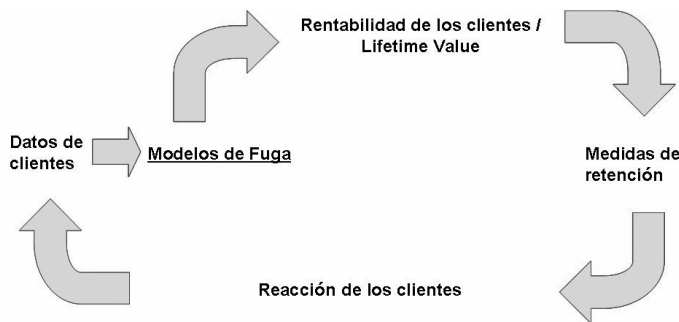 Rentabilidad de los clientes /
Lifetime Value
Datos de
clientes
Modelos de Fuga
Medidas de
retención
Reacción de los clientes